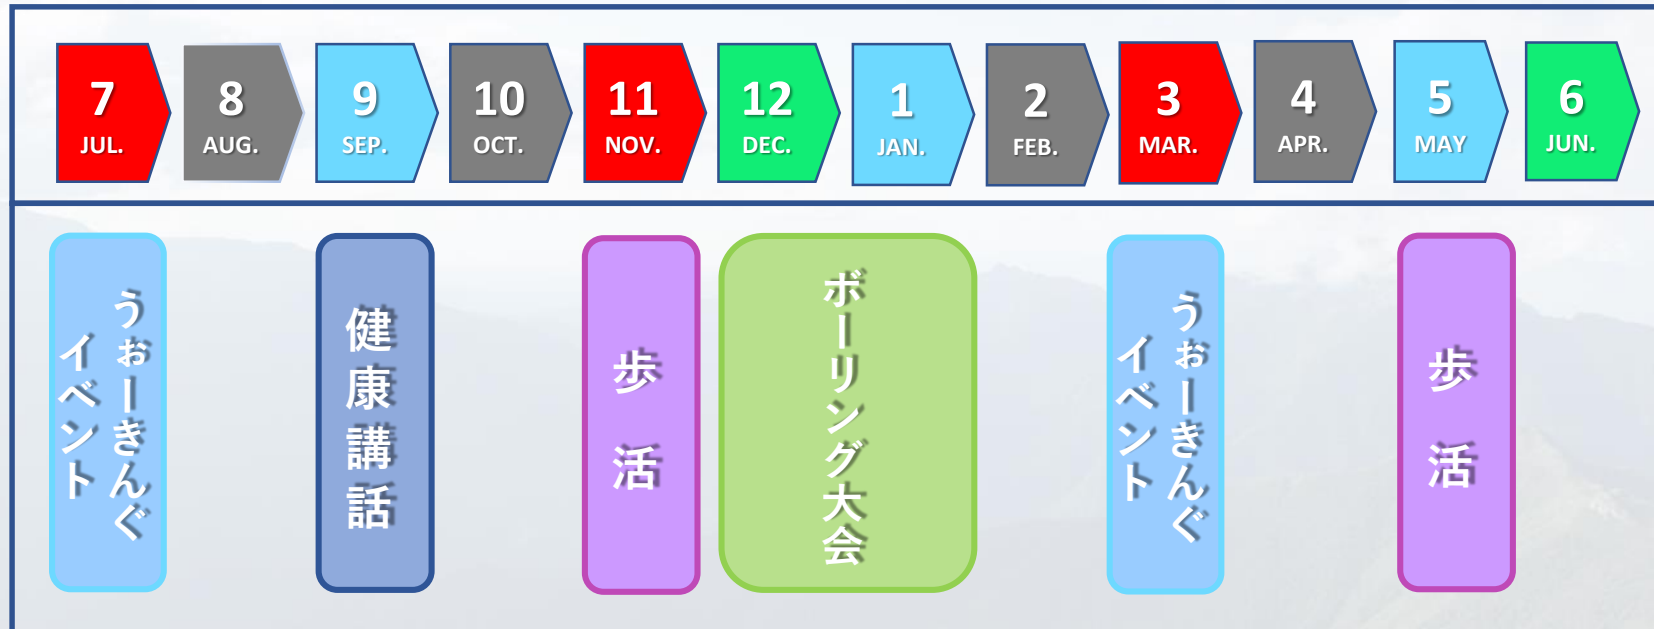 7
JUL.
8
AUG.
9
SEP.
10
OCT.
11
NOV.
12
DEC.
1
JAN.
2
FEB.
3
MAR.
4
APR.
5
MAY
6
JUN.
うぉーきんぐ
イベント
健康講話
歩活
ボーリング大会
うぉーきんぐ
イベント
歩活